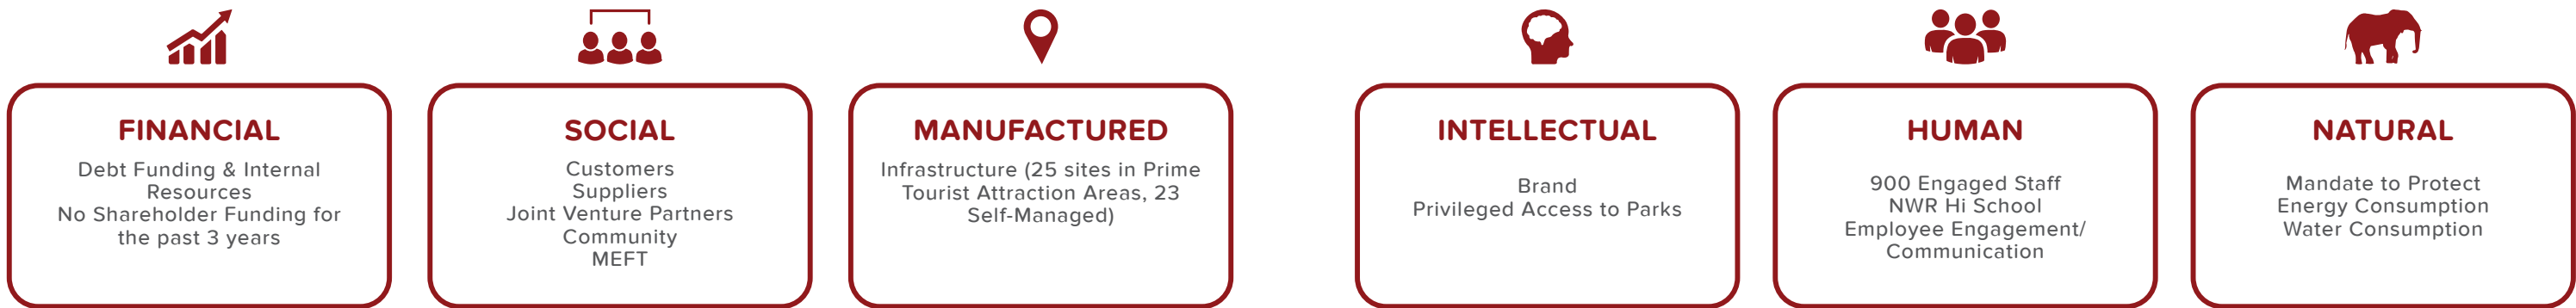 FINANCIAL
Debt Funding & Internal
Resources
No Shareholder Funding for
the past 3 years
SOCIAL
Customers
Suppliers
Joint Venture Partners
Community
MEFT
MANUFACTURED
Infrastructure (25 sites in Prime
Tourist Attraction Areas, 23
Self-Managed)
INTELLECTUAL
Brand
Privileged Access to Parks
HUMAN
900 Engaged Staff
NWR Hi School
Employee Engagement/
Communication
NATURAL
Mandate to Protect
Energy Consumption
Water Consumption